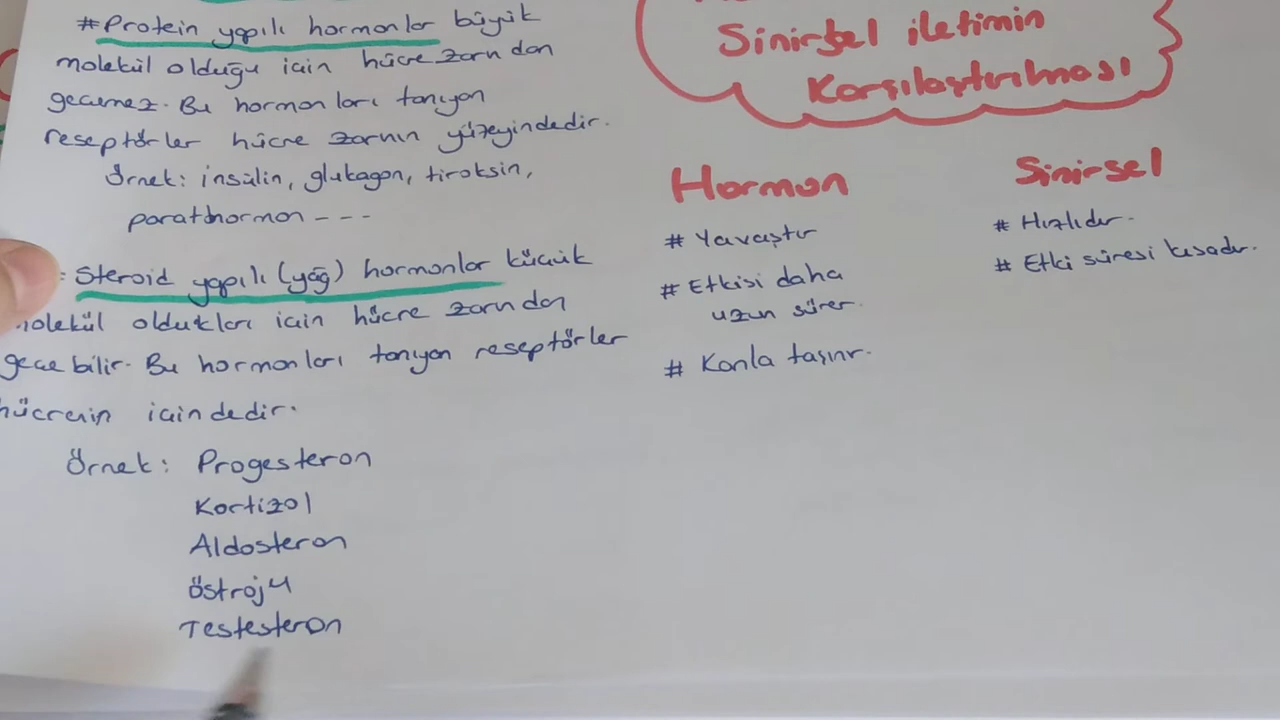 #Protein yapılı hormonlar büyük
molekül olduğu için hücre zarından
geçemez. Bu hormonları tanıyan
reseptörler hücre zarının yüzeyindedir.
Örnek: insülin, glukagon, tiroksin,
parathormon - - -
Steroid yapılı (yağ) hormonlar küçük
molekül oldukları için hücre zarından
geçebilir. Bu hormonları tanıyan reseptörler
hücrenin içindedir.
Örnek: Progesteron
Kortizol
Aldosteron
Testesteron
Sinirsel iletimin
Karşılaştırılması
Hormon
# Yavaştır
# Etkisi daha
uzun sürer.
# Kanla taşınır.
Sinirsel
# Hızlıdır.
# Etki süresi kısadır.